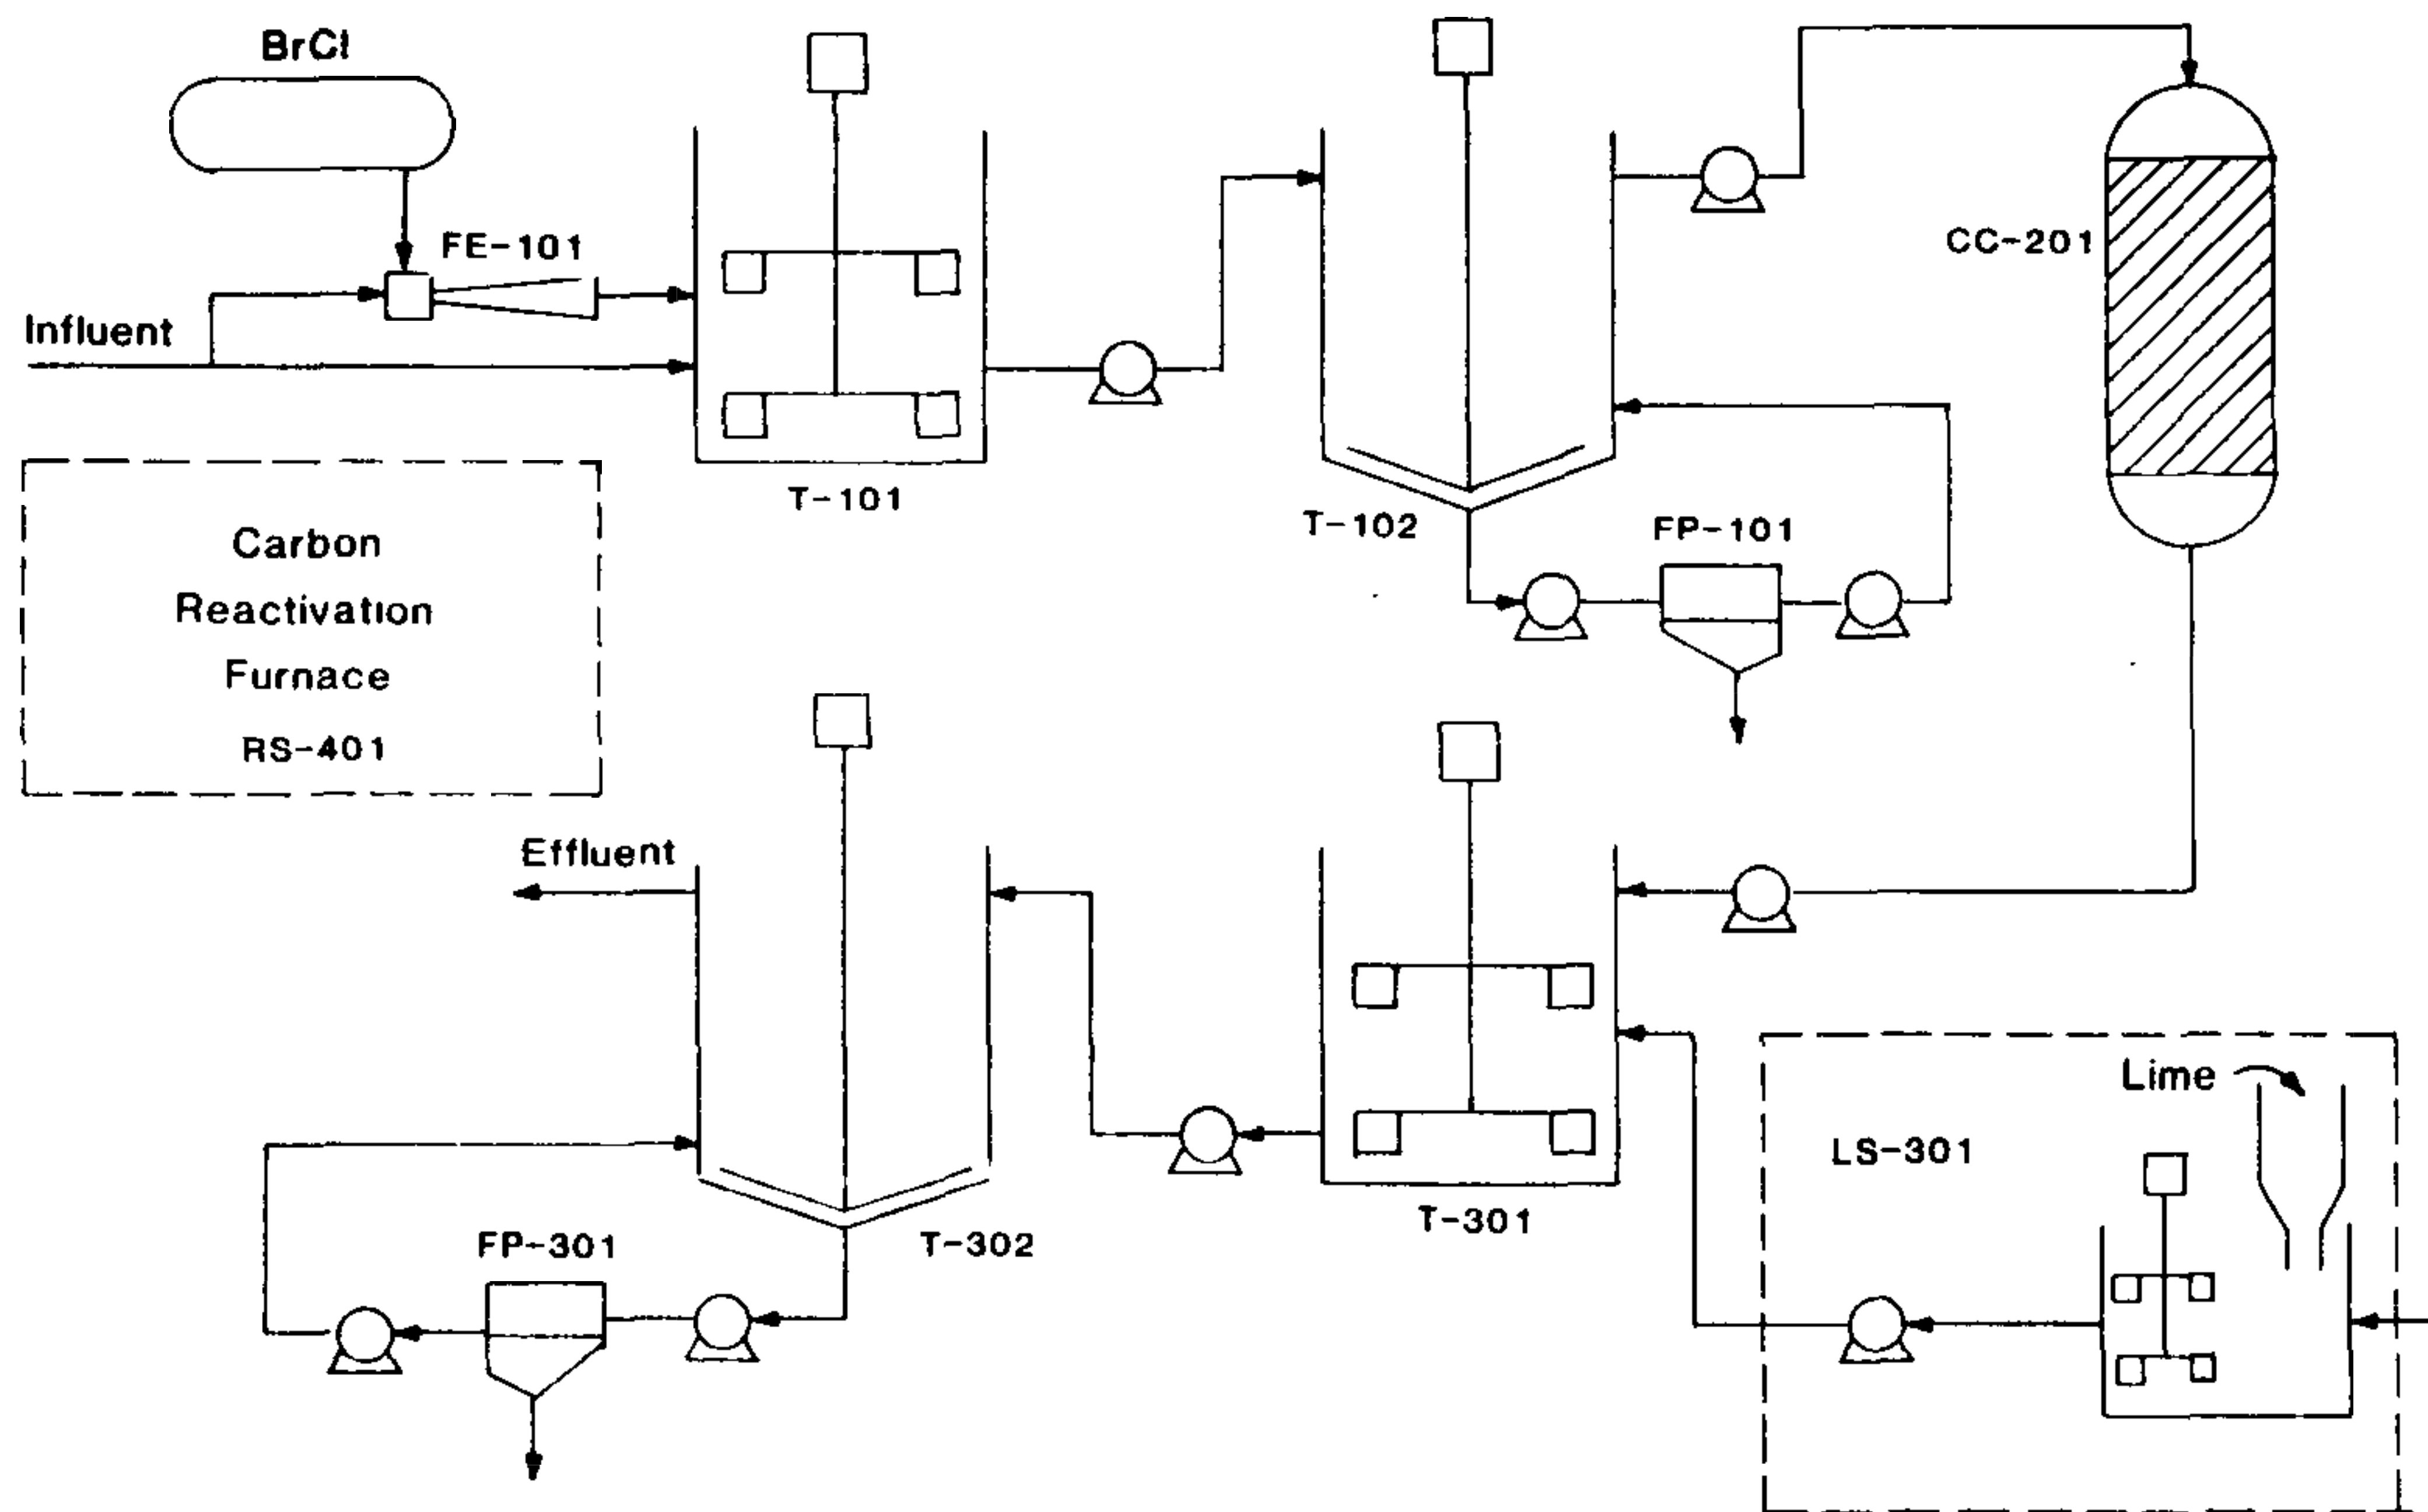 BrCl
FE-101
Influent
T-101
CC-201
T-102
FP-101
Carbon
Reactivation
Furnace
RS-401
Effluent
Lime
LS-301
T-301
T-302
FP-301